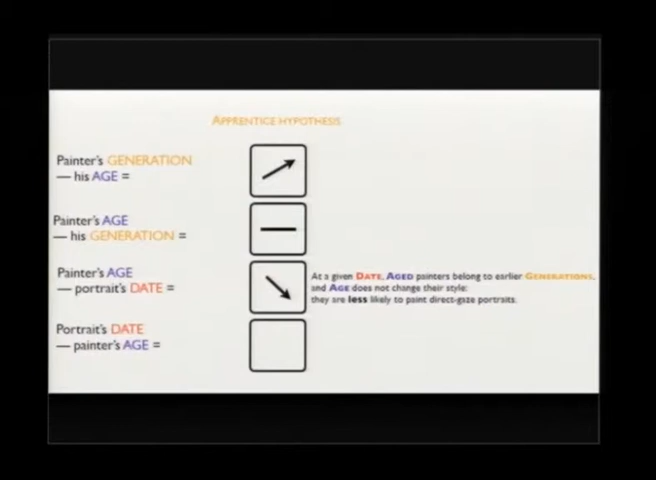 APPRENTICE HYPOTHESIS
Painter's GENERATION
— his AGE =
Painter's AGE
— his GENERATION =
Painter's AGE
— portrait's DATE =
At a given DATE, AGED painters belong to earlier GENERATIONS,
and AGE does not change their style:
they are less likely to paint direct-gaze portraits.
Portrait's DATE
— painter's AGE =